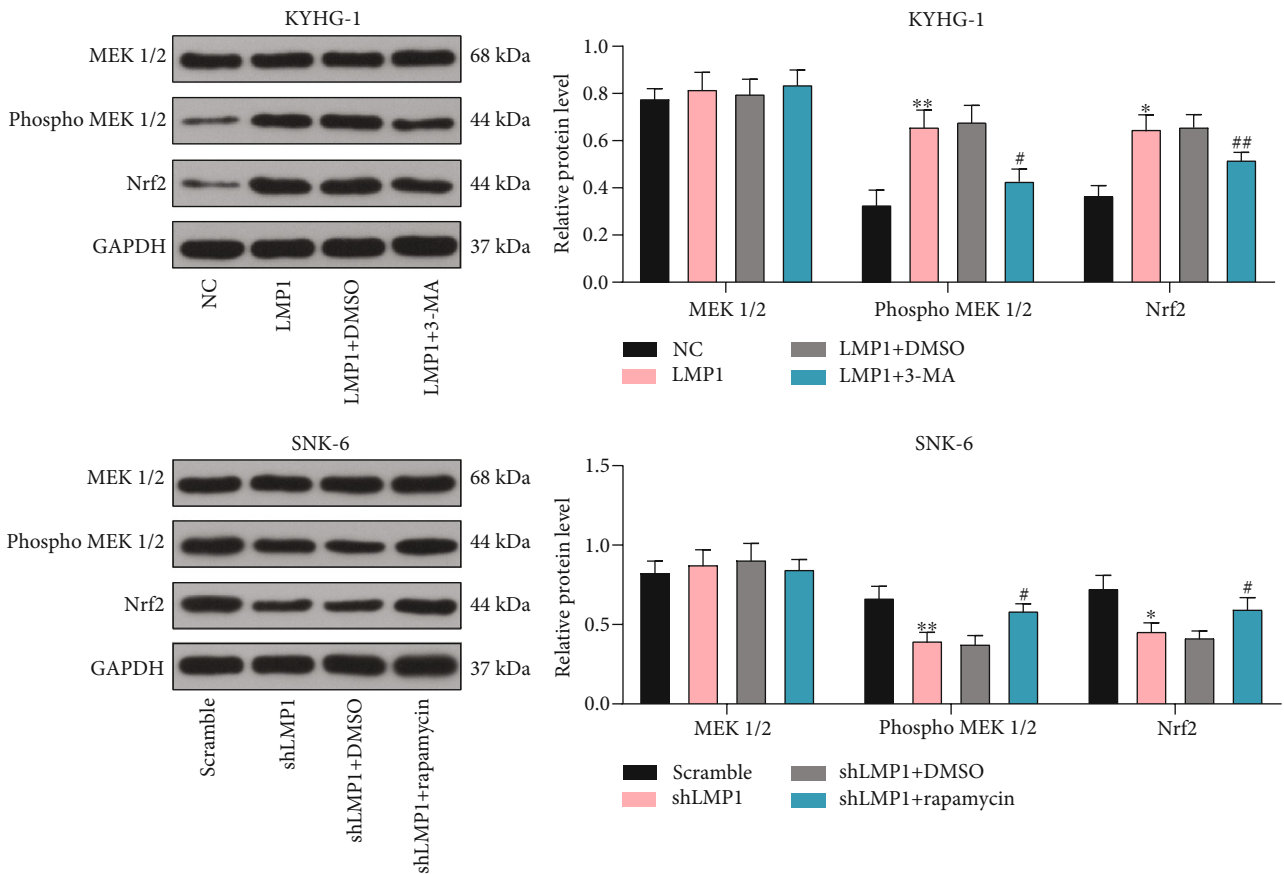 KYHG-1
MEK 1/2 68 kDa
Phospho MEK 1/2 44 kDa
Nrf2 44 kDa
GAPDH 37 kDa
NC
LMP1
LMP1+DMSO
LMP1+3-MA
KYHG-1
Relative protein level
1.0
0.8
0.6
0.4
0.2
0.0
** # * ##
MEK 1/2 Phospho MEK 1/2 Nrf2
NC LMP1+DMSO
LMP1 LMP1+3-MA
SNK-6
MEK 1/2 68 kDa
Phospho MEK 1/2 44 kDa
Nrf2 44 kDa
GAPDH 37 kDa
Scramble
shLMP1
shLMP1+DMSO
shLMP1+rapamycin
SNK-6
Relative protein level
1.5
1.0
0.5
0.0
** # * #
MEK 1/2 Phospho MEK 1/2 Nrf2
Scramble shLMP1+DMSO
shLMP1 shLMP1+rapamycin